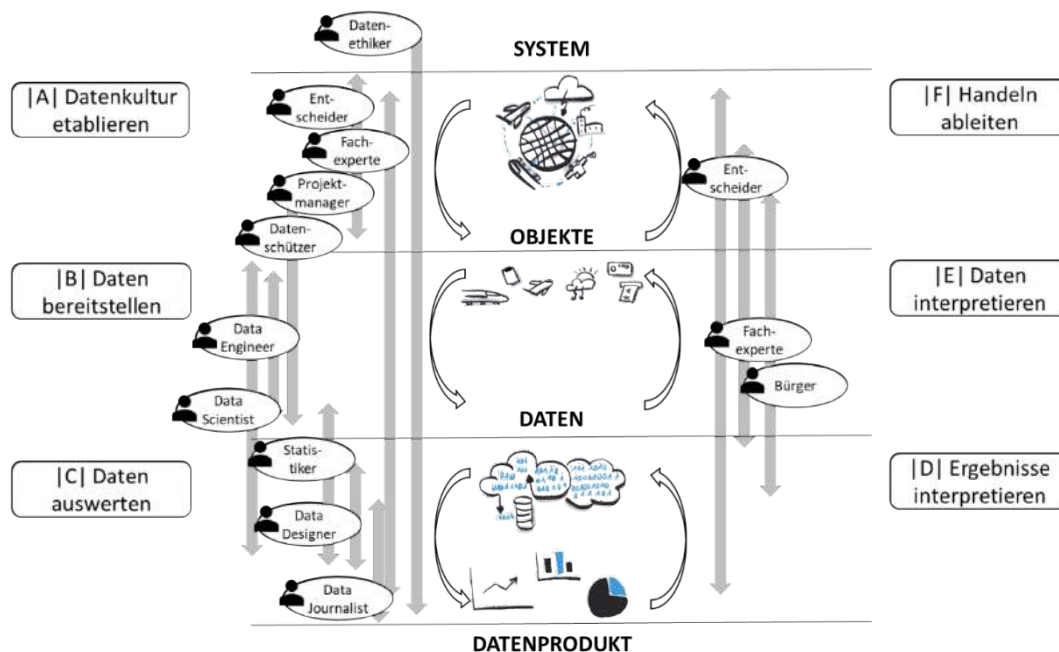 Daten-
ethiker
SYSTEM
|A| Datenkultur
etablieren
Ent-
scheider
Fach-
experte
Projekt-
manager
Daten-
schützer
|F| Handeln
ableiten
Ent-
scheider
OBJEKTE
|B| Daten
bereitstellen
Data
Engineer
Data
Scientist
|E| Daten
interpretieren
Fach-
experte
Bürger
DATEN
|C| Daten
auswerten
Statis-
tiker
Data
Designer
Data
Journalist
|D| Ergebnisse
interpretieren
DATENPRODUKT